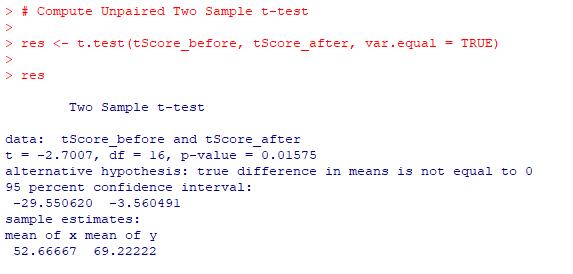 > # Compute Unpaired Two Sample t-test
>
> res <- t.test(tScore_before, tScore_after, var.equal = TRUE)
>
> res
Two Sample t-test
data:  tScore_before and tScore_after
t = -2.7007, df = 16, p-value = 0.01575
alternative hypothesis: true difference in means is not equal to 0
95 percent confidence interval:
 -29.550620  -3.560491
sample estimates:
mean of x mean of y
 52.66667  69.22222